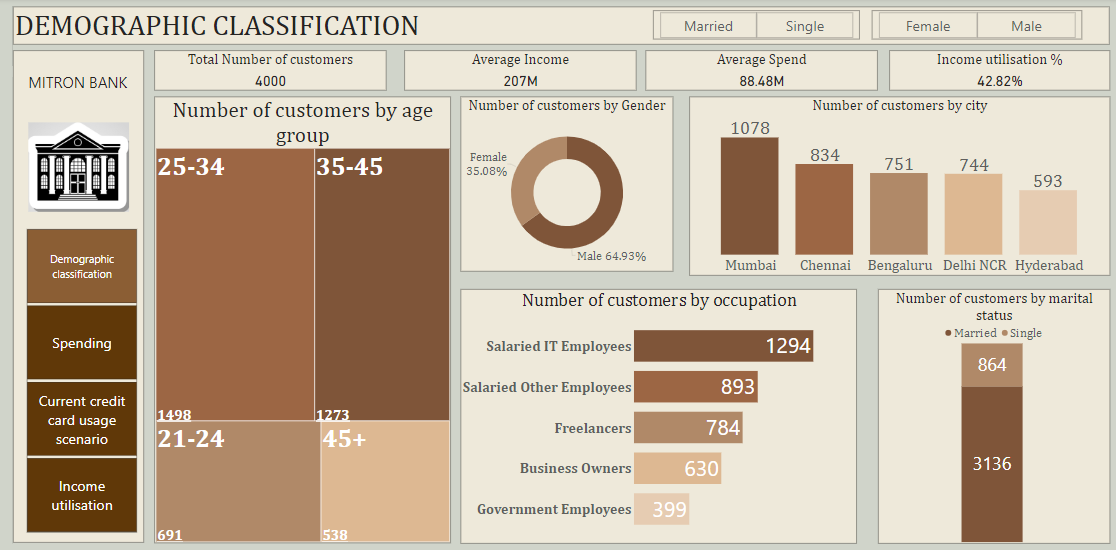 DEMOGRAPHIC CLASSIFICATION
Married
Single
Female
Male
MITRON BANK
Demographic
classification
Spending
Current credit
card usage
scenario
Income
utilisation
Total Number of customers
4000
Average Income
207M
Average Spend
88.48M
Income utilisation %
42.82%
Number of customers by age
group
25-34
1498
35-45
1273
21-24
691
45+
538
Number of customers by Gender
Female
35.08%
Male 64.93%
Number of customers by city
1078
834
751
744
593
Mumbai
Chennai
Bengaluru
Delhi NCR
Hyderabad
Number of customers by occupation
Salaried IT Employees
1294
Salaried Other Employees
893
Freelancers
784
Business Owners
630
Government Employees
399
Number of customers by marital
status
Married
Single
864
3136